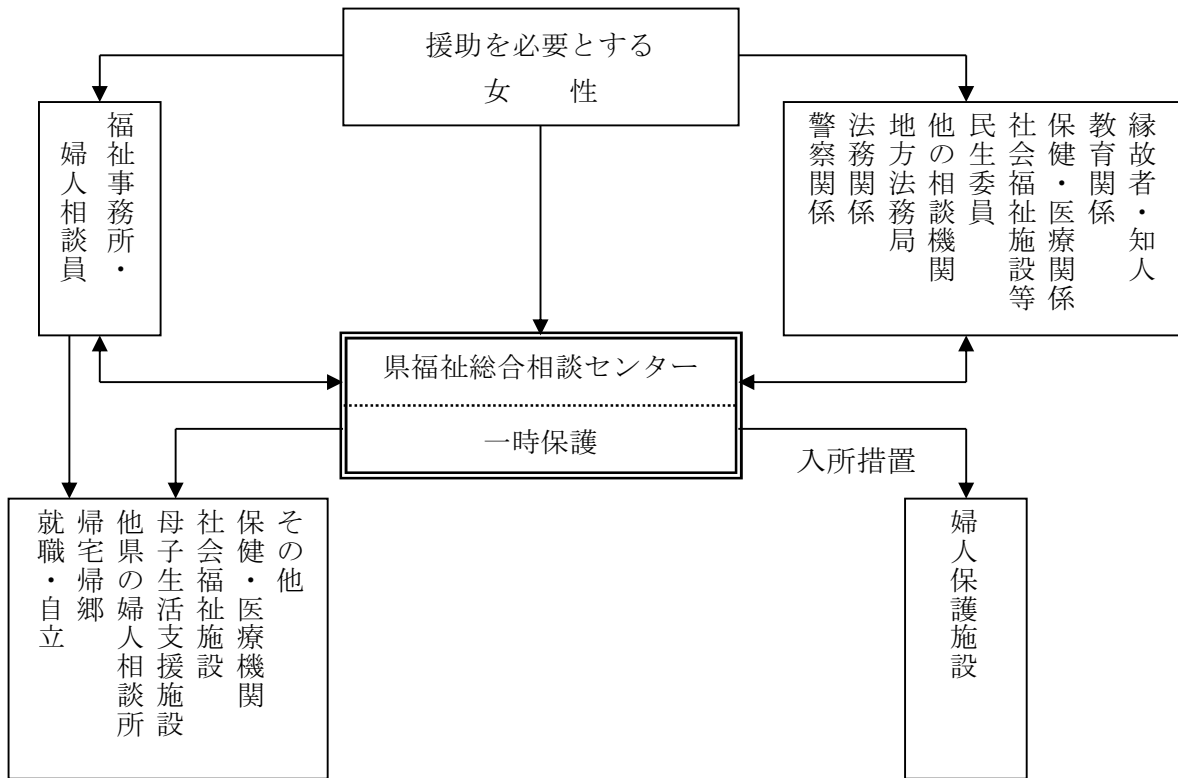 援助を必要とする
女　　性
福祉事務所・
婦人相談員
縁故者・知人
教育関係
保健・医療関係
社会福祉施設等
民生委員
他の相談機関
地方法務局
法務関係
警察関係
県福祉総合相談センター
一時保護
入所措置
その他
保健・医療機関
社会福祉施設
母子生活支援施設
他県の婦人相談所
帰宅帰郷
就職・自立
婦人保護施設